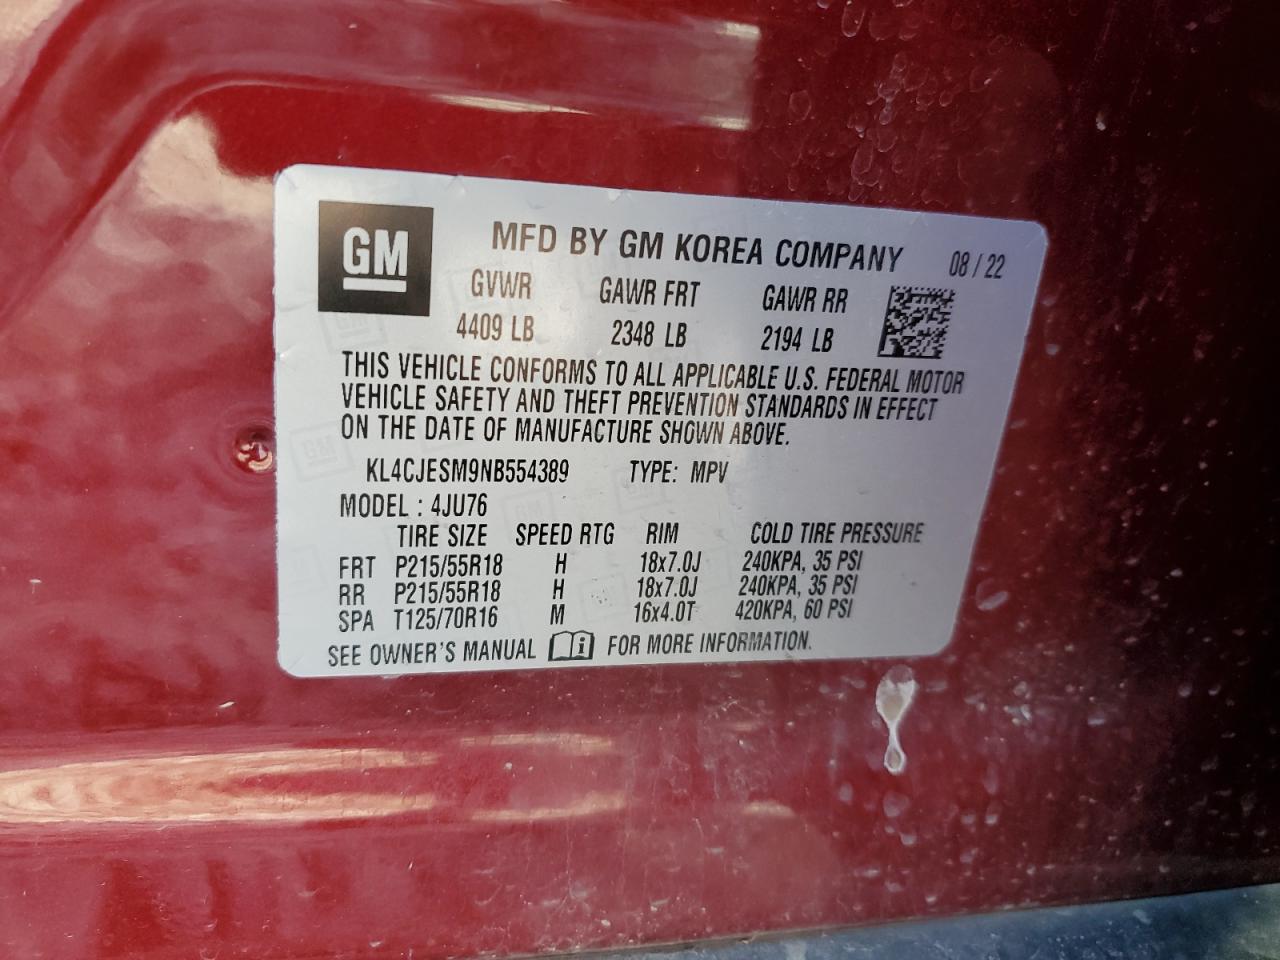 GM
MFD BY GM KOREA COMPANY 08 / 22
GVWR GAWR FRT GAWR RR
4409 LB 2348 LB 2194 LB
THIS VEHICLE CONFORMS TO ALL APPLICABLE U.S. FEDERAL MOTOR
VEHICLE SAFETY AND THEFT PREVENTION STANDARDS IN EFFECT
ON THE DATE OF MANUFACTURE SHOWN ABOVE.
KL4CJESM9NB554389 TYPE: MPV
MODEL : 4JU76
TIRE SIZE SPEED RTG RIM COLD TIRE PRESSURE
FRT P215/55R18 H 18x7.0J 240KPA, 35 PSI
RR P215/55R18 H 18x7.0J 240KPA, 35 PSI
SPA T125/70R16 M 16x4.0T 420KPA, 60 PSI
SEE OWNER'S MANUAL i FOR MORE INFORMATION.